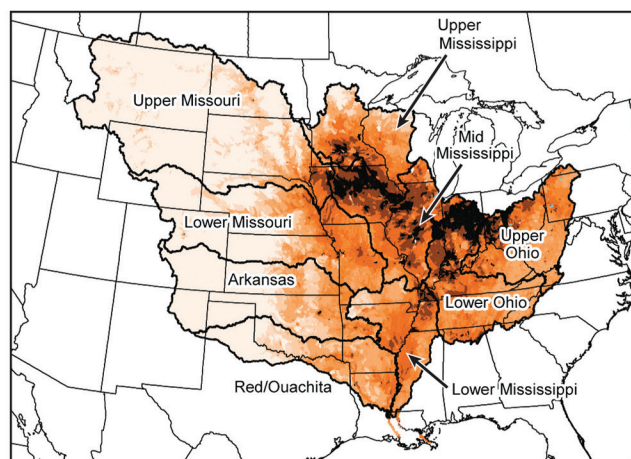 Upper
Mississippi
Upper Missouri
Mid
Mississippi
Lower Missouri
Upper
Ohio
Arkansas
Lower Ohio
Red/Ouachita
Lower Mississippi